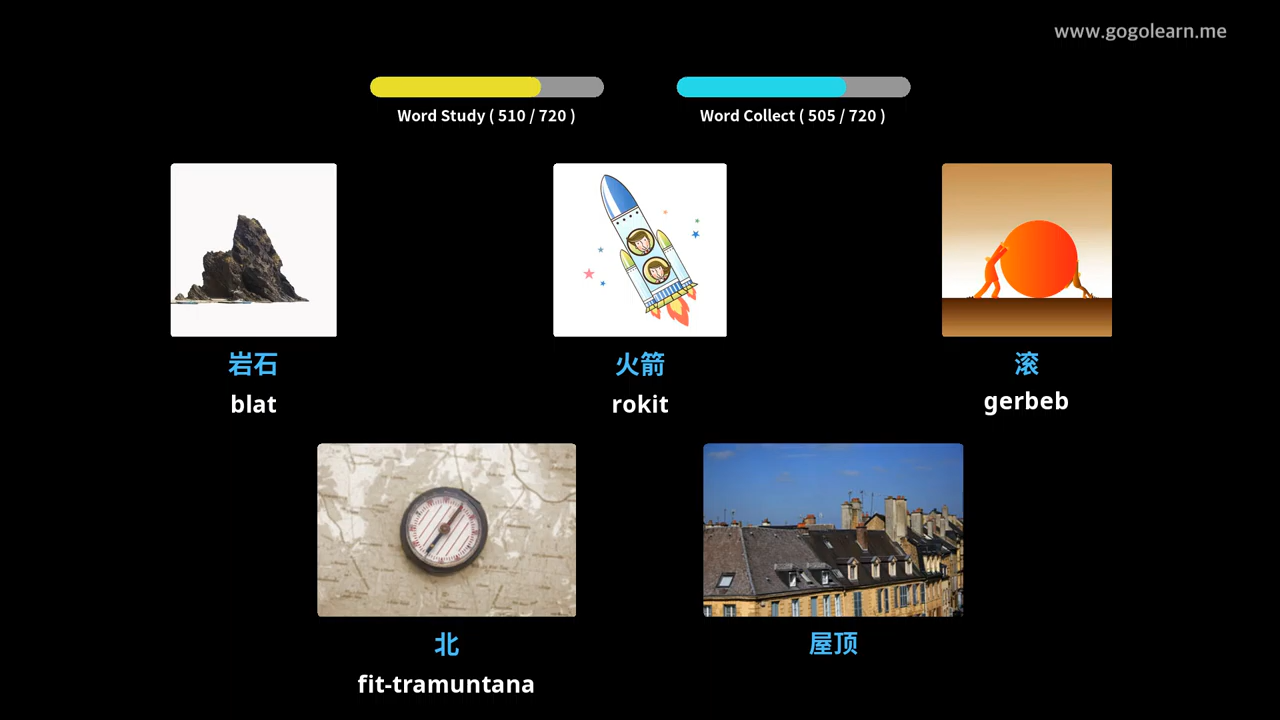 www.gogolearn.me
Word Study ( 510 / 720 )
Word Collect ( 505 / 720 )
岩石
blat
火箭
rokit
滚
gerbeb
北
fit-tramuntana
屋顶